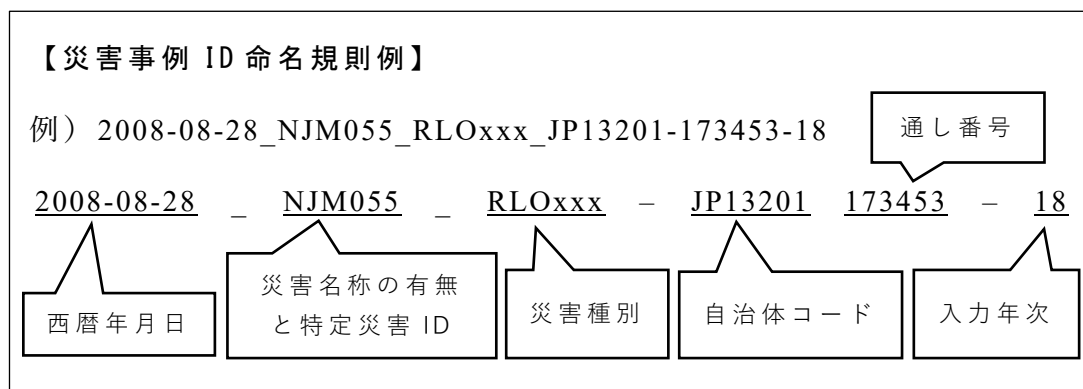 【災害事例 ID 命名規則例】
例）2008-08-28_NJM055_RLOxxx_JP13201-173453-18
通し番号
2008-08-28 _ NJM055 _ RLOxxx – JP13201 173453 – 18
西暦年月日
災害名称の有無
と特定災害 ID
災害種別
自治体コード
入力年次